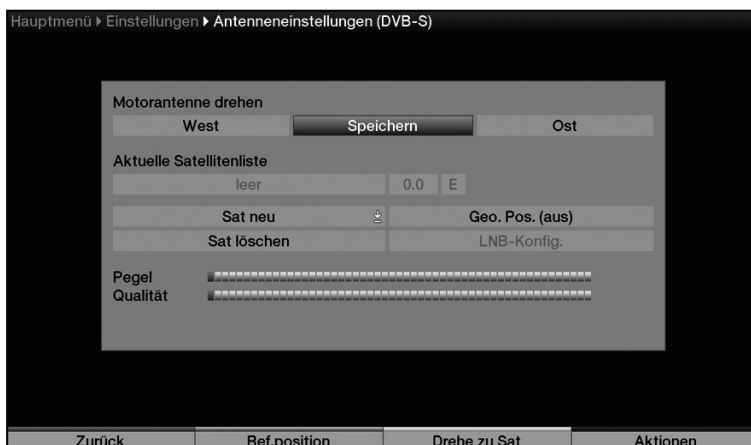 Hauptmenü ▸ Einstellungen ▸ Antenneneinstellungen (DVB-S)
Motorantenne drehen
West Speichern Ost
Aktuelle Satellitenliste
leer 0.0 E
Sat neu Geo. Pos. (aus)
Sat löschen LNB-Konfig.
Pegel
Qualität
Zurück Ref.position Drehe zu Sat Aktionen